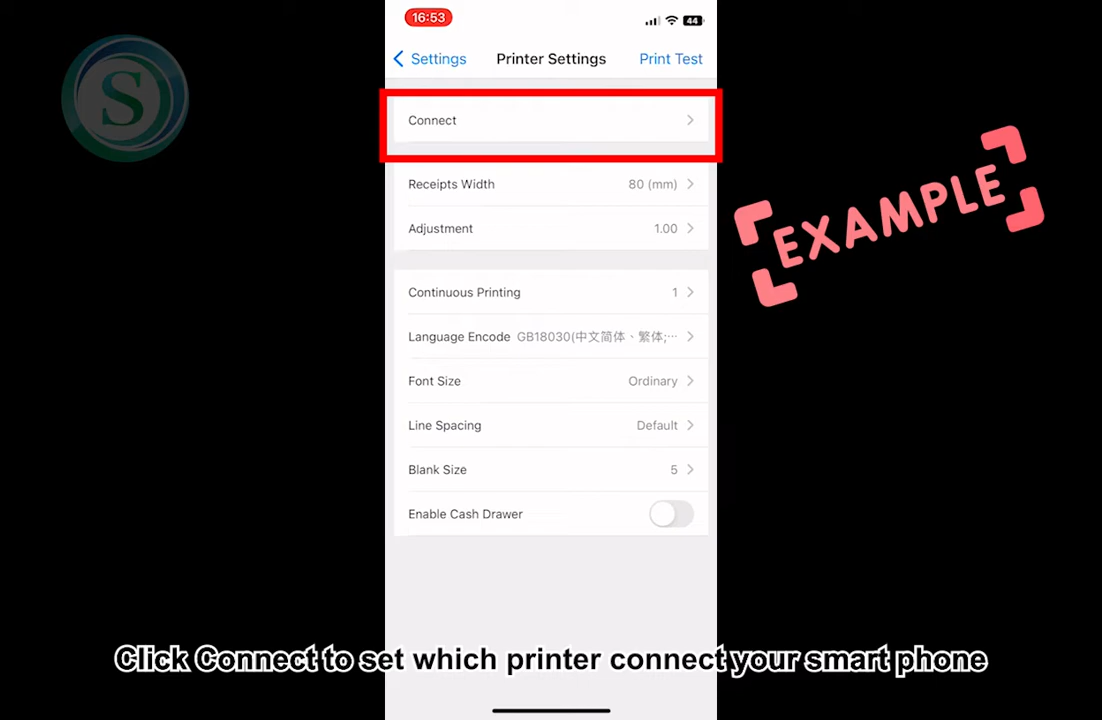 16:53
44
S
Settings
Printer Settings
Print Test
Connect
Receipts Width 80 (mm)
Adjustment 1.00
EXAMPLE
Continuous Printing 1
Language Encode GB18030(中文简体、繁体;···
Font Size Ordinary
Line Spacing Default
Blank Size 5
Enable Cash Drawer
Click Connect to set which printer connect your smart phone